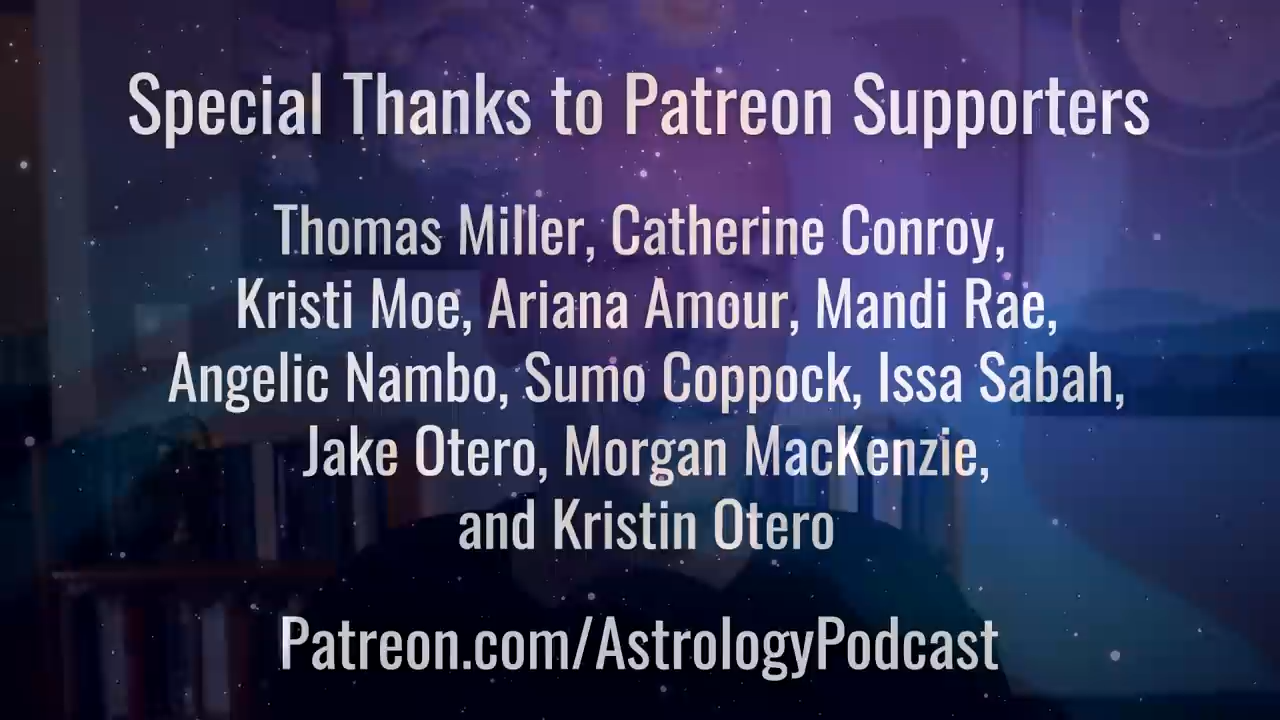 Special Thanks to Patreon Supporters
Thomas Miller, Catherine Conroy,
Kristi Moe, Ariana Amour, Mandi Rae,
Angelic Nambo, Sumo Coppock, Issa Sabah,
Jake Otero, Morgan MacKenzie,
and Kristin Otero
Patreon.com/AstrologyPodcast